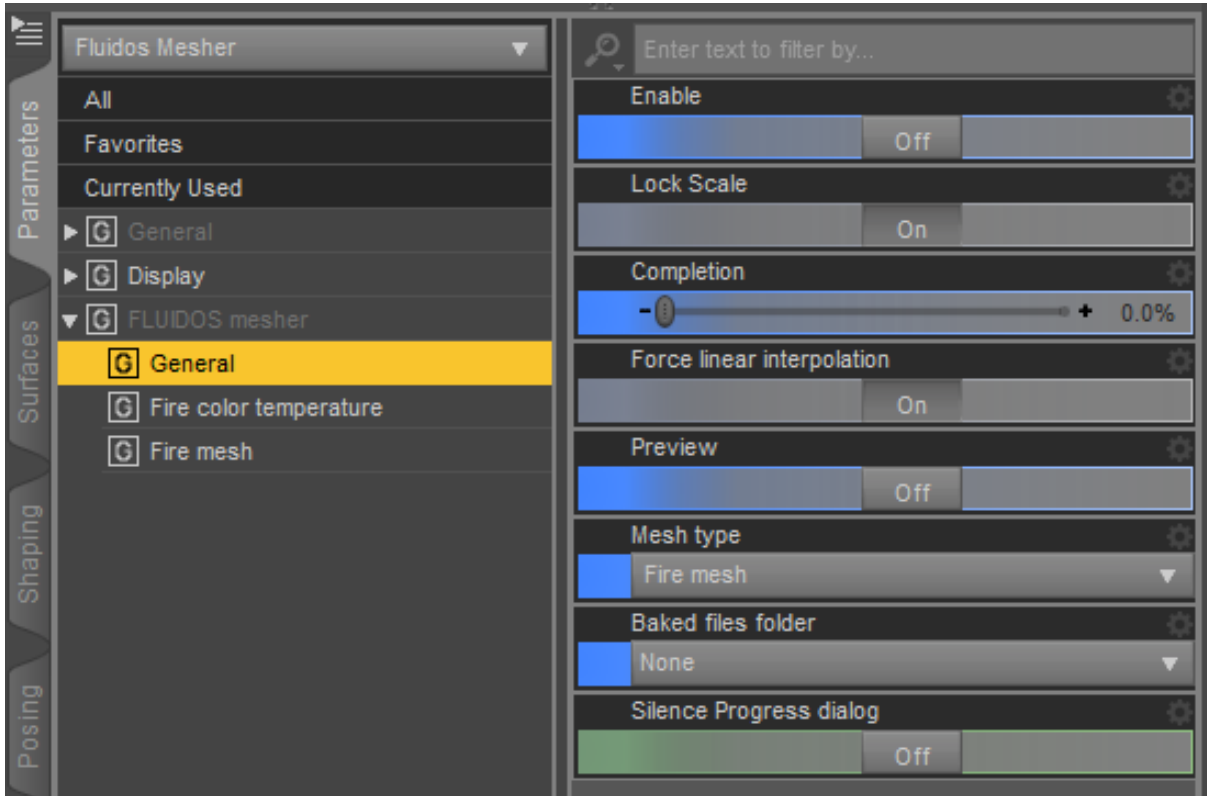 Parameters
Surfaces
Shaping
Posing
Fluidos Mesher
All
Favorites
Currently Used
G General
G Display
G FLUIDOS mesher
G General
G Fire color temperature
G Fire mesh
Enter text to filter by...
Enable
Off
Lock Scale
On
Completion
- + 0.0%
Force linear interpolation
On
Preview
Off
Mesh type
Fire mesh
Baked files folder
None
Silence Progress dialog
Off